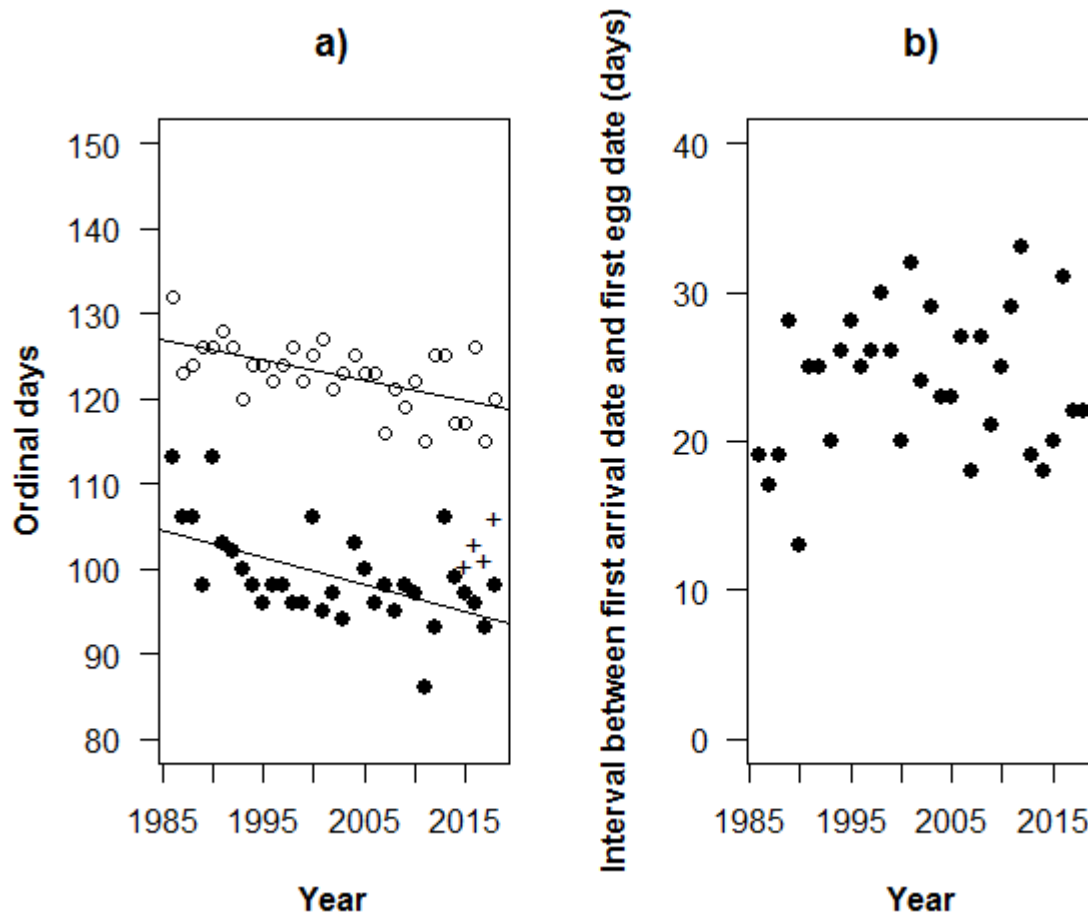 a)
Ordinal days
150
140
130
120
110
100
90
80
1985 1995 2005 2015
Year
b)
Interval between first arrival date and first egg date (days)
40
30
20
10
0
1985 1995 2005 2015
Year